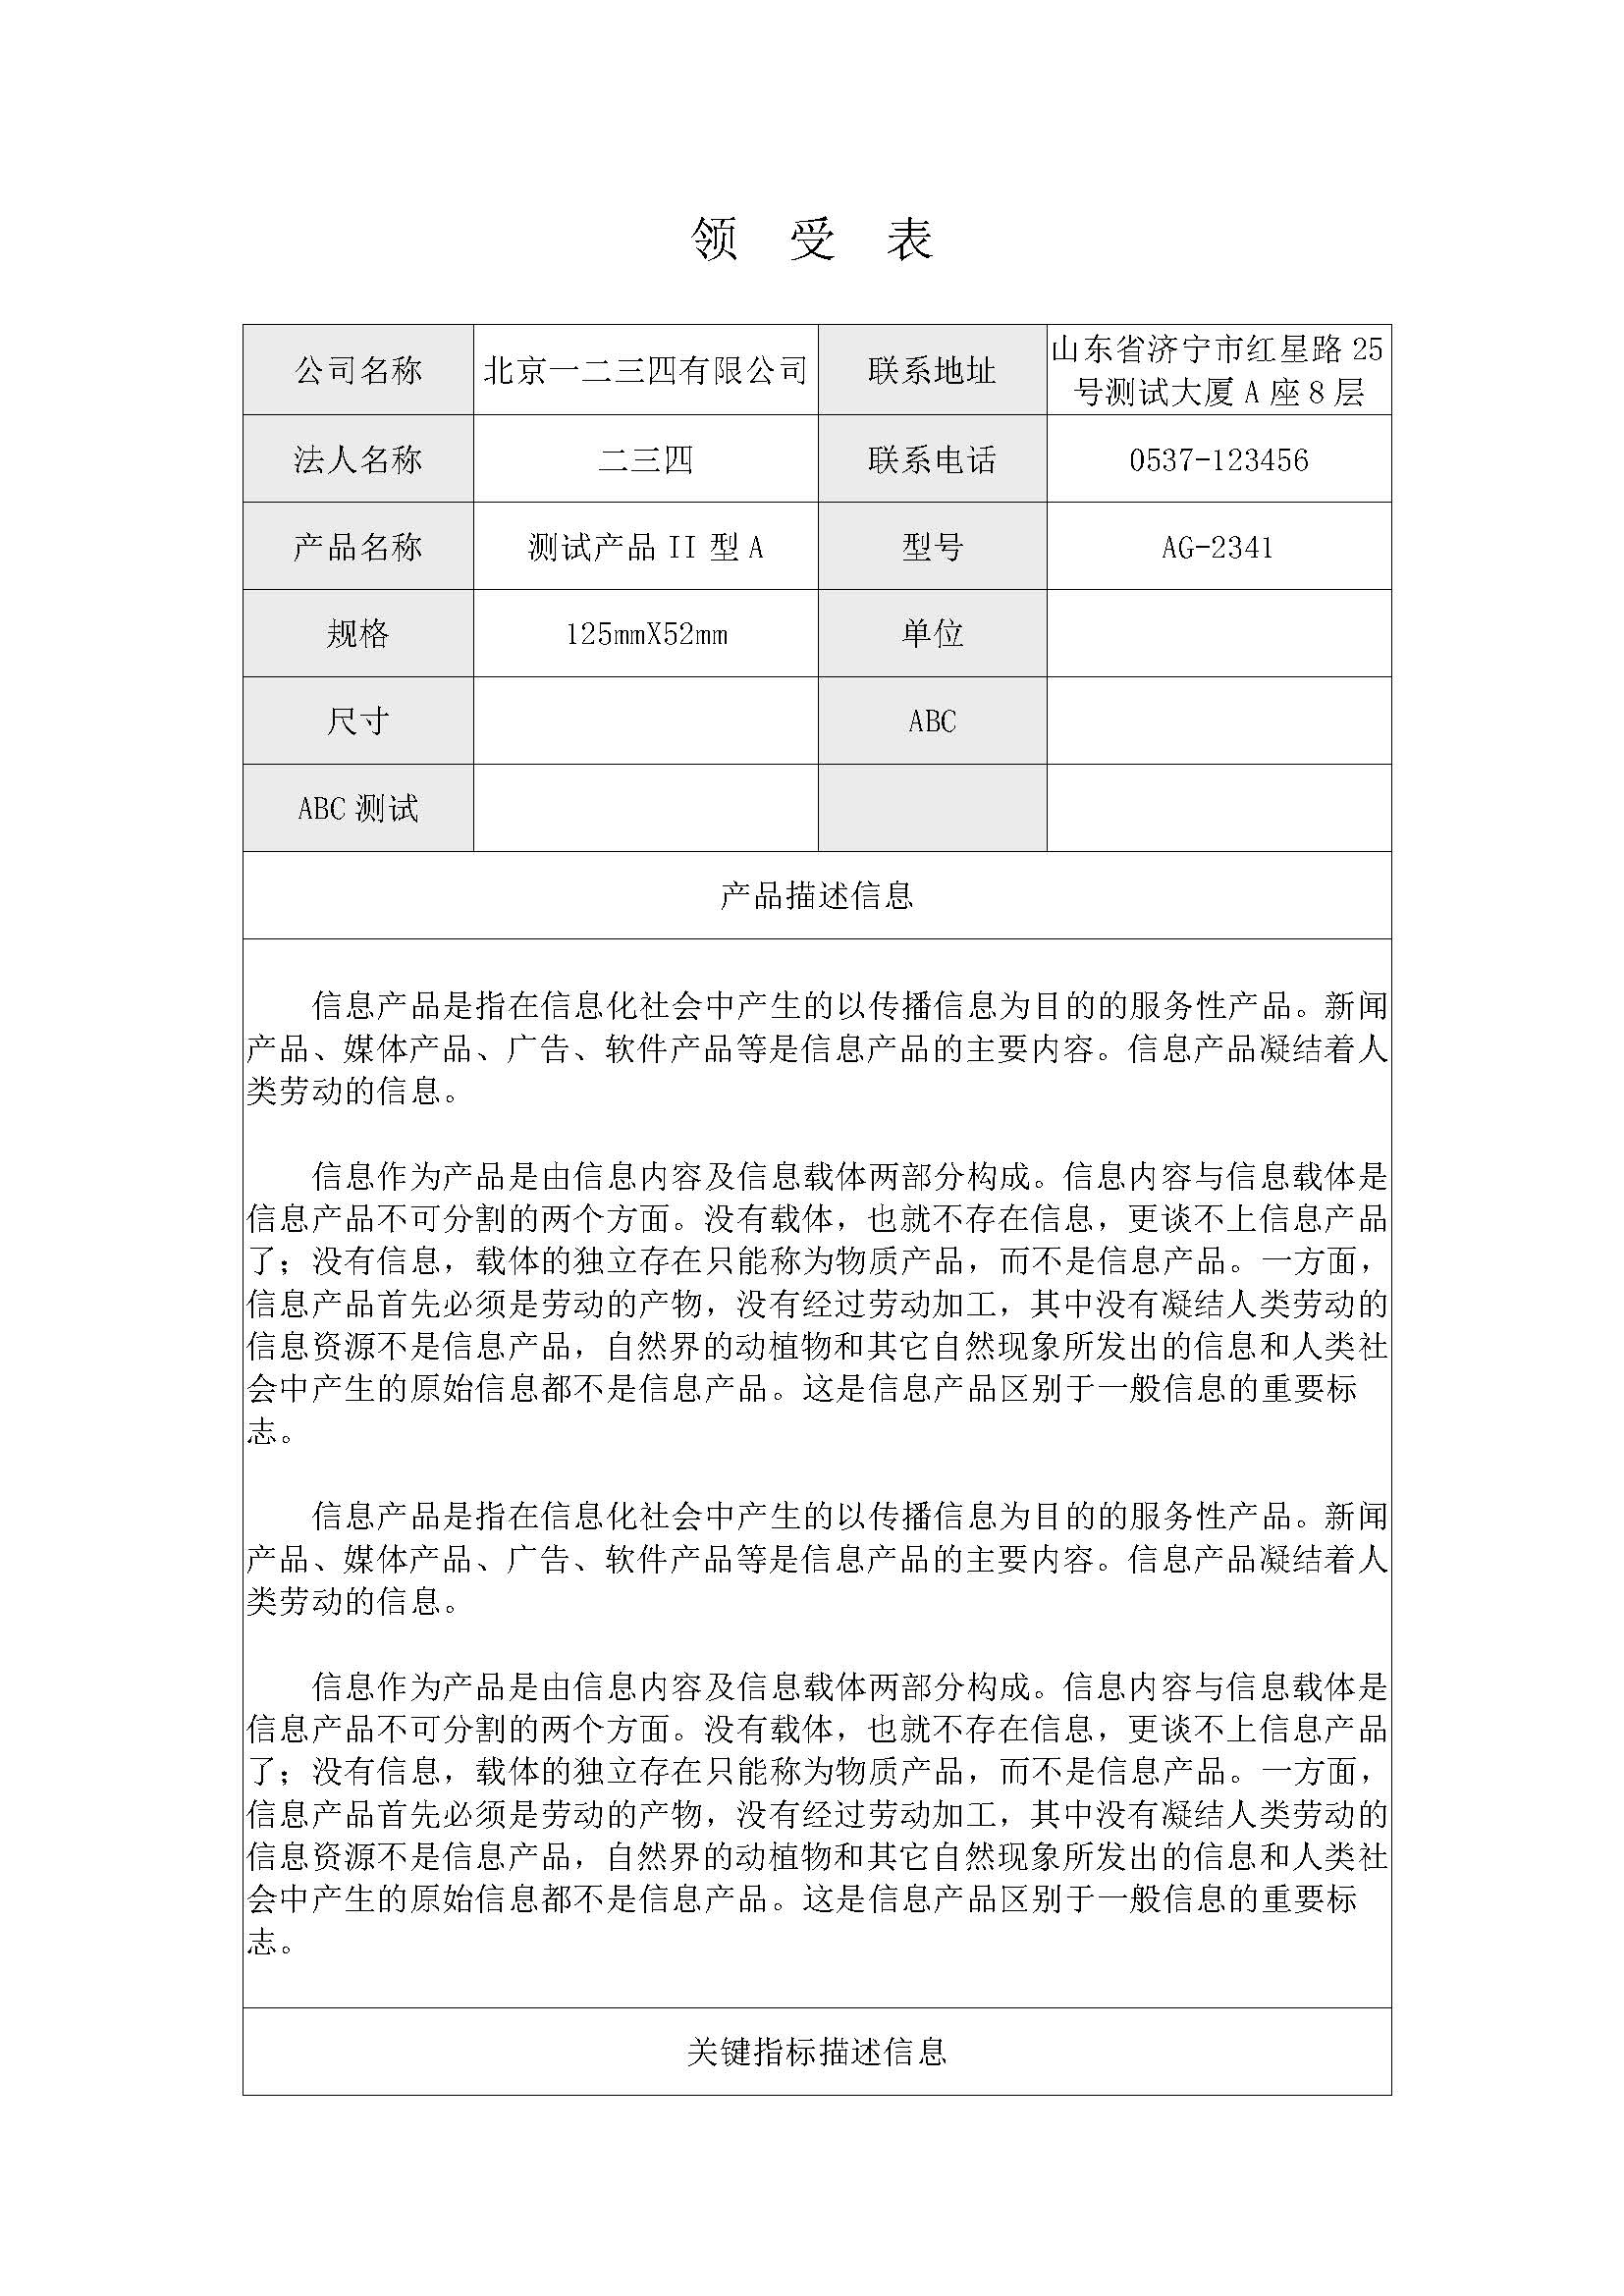 领 受 表
公司名称 北京一二三四有限公司 联系地址 山东省济宁市红星路 25
号测试大厦 A 座 8 层
法人名称 二三四 联系电话 0537-123456
产品名称 测试产品 II 型 A 型号 AG-2341
规格 125mmX52mm 单位
尺寸 ABC
ABC 测试
产品描述信息
信息产品是指在信息化社会中产生的以传播信息为目的的服务性产品。新闻
产品、媒体产品、广告、软件产品等是信息产品的主要内容。信息产品凝结着人
类劳动的信息。
信息作为产品是由信息内容及信息载体两部分构成。信息内容与信息载体是
信息产品不可分割的两个方面。没有载体，也就不存在信息，更谈不上信息产品
了；没有信息，载体的独立存在只能称为物质产品，而不是信息产品。一方面，
信息产品首先必须是劳动的产物，没有经过劳动加工，其中没有凝结人类劳动的
信息资源不是信息产品，自然界的动植物和其它自然现象所发出的信息和人类社
会中产生的原始信息都不是信息产品。这是信息产品区别于一般信息的重要标
志。
信息产品是指在信息化社会中产生的以传播信息为目的的服务性产品。新闻
产品、媒体产品、广告、软件产品等是信息产品的主要内容。信息产品凝结着人
类劳动的信息。
信息作为产品是由信息内容及信息载体两部分构成。信息内容与信息载体是
信息产品不可分割的两个方面。没有载体，也就不存在信息，更谈不上信息产品
了；没有信息，载体的独立存在只能称为物质产品，而不是信息产品。一方面，
信息产品首先必须是劳动的产物，没有经过劳动加工，其中没有凝结人类劳动的
信息资源不是信息产品，自然界的动植物和其它自然现象所发出的信息和人类社
会中产生的原始信息都不是信息产品。这是信息产品区别于一般信息的重要标
志。
关键指标描述信息